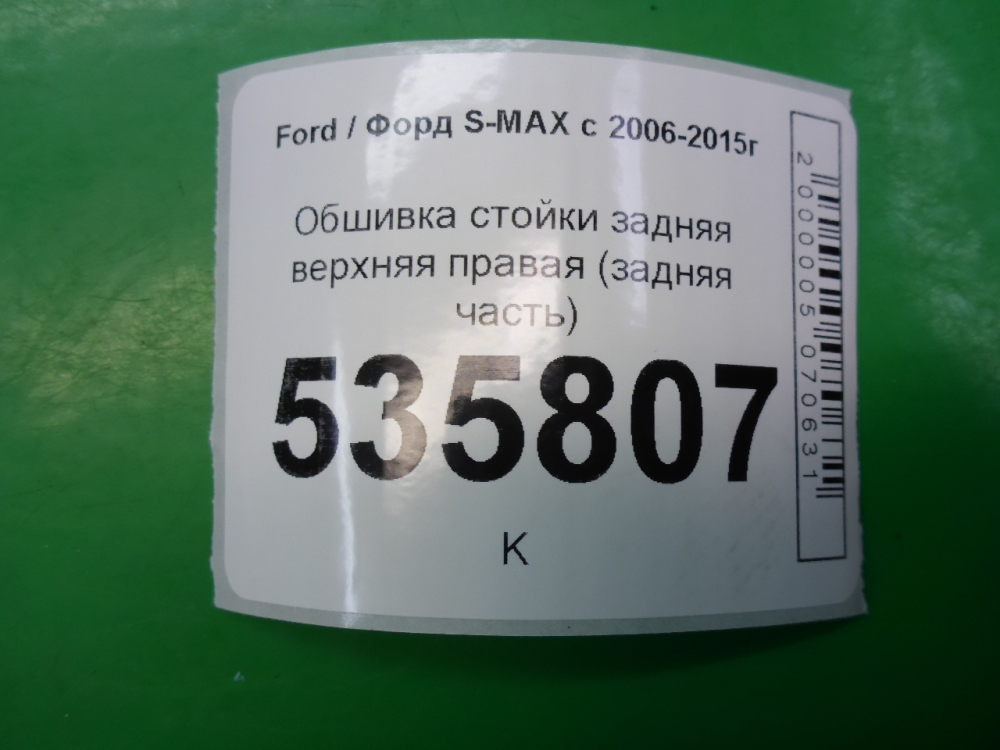 Ford / Форд S-MAX с 2006-2015г
Обшивка стойки задняя
верхняя правая (задняя
часть)
535807
К
2000005070631